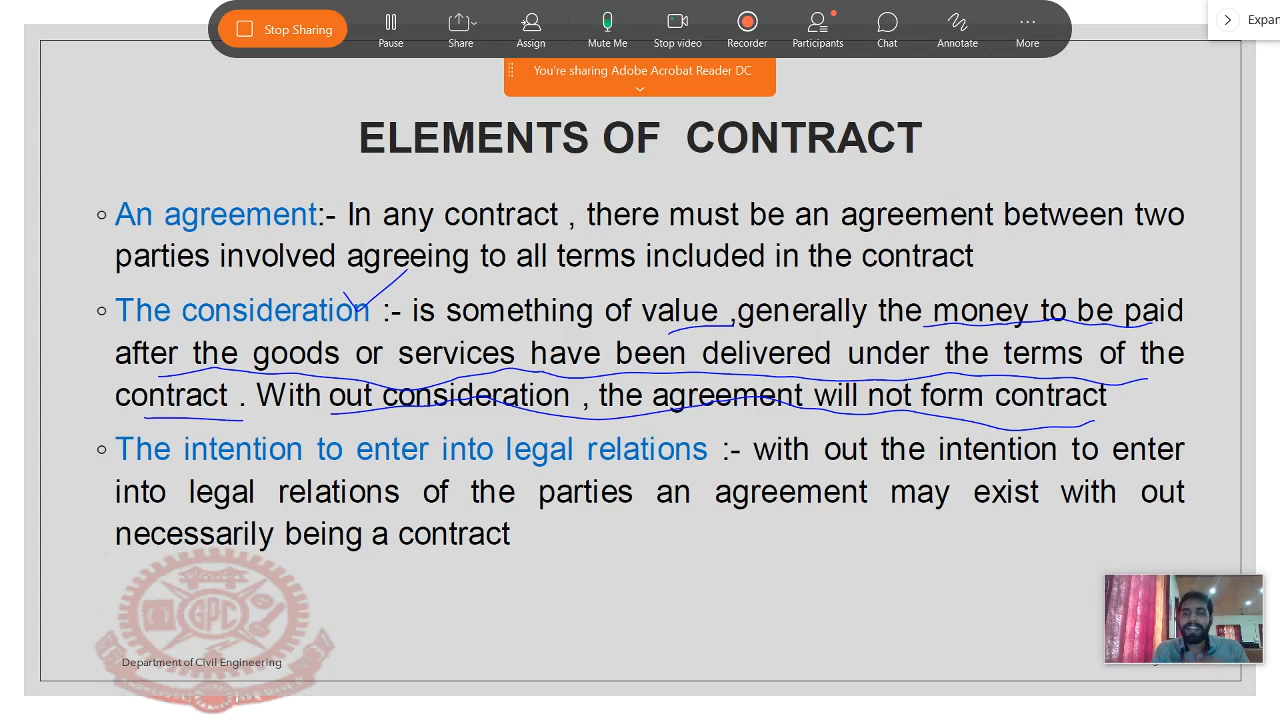 Stop Sharing
Pause
Share
Assign
Mute Me
Stop video
Recorder
Participants
Chat
Annotate
More
Expan
You're sharing Adobe Acrobat Reader DC
ELEMENTS OF CONTRACT
◦ An agreement:- In any contract , there must be an agreement between two
parties involved agreeing to all terms included in the contract
◦ The consideration :- is something of value ,generally the money to be paid
after the goods or services have been delivered under the terms of the
contract . With out consideration , the agreement will not form contract
◦ The intention to enter into legal relations :- with out the intention to enter
into legal relations of the parties an agreement may exist with out
necessarily being a contract
GPC
Department of Civil Engineering